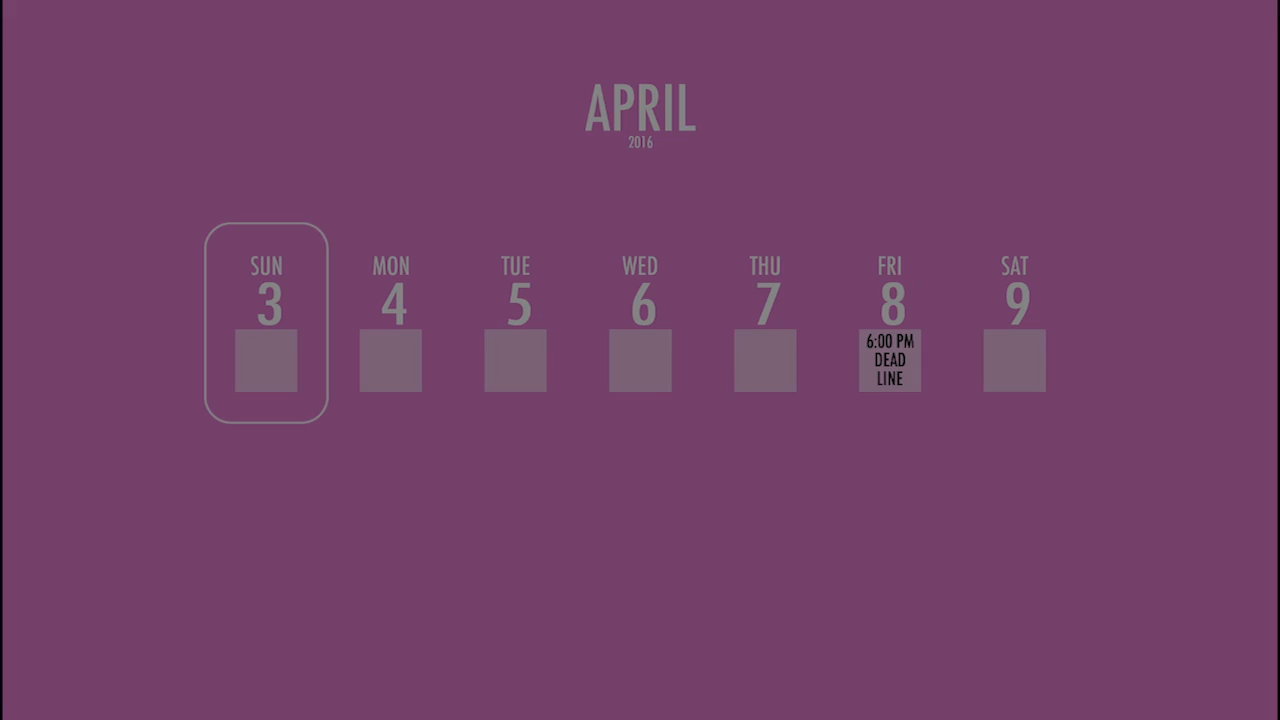 APRIL
2016
SUN MON TUE WED THU FRI SAT
3 4 5 6 7 8 9
6:00 PM
DEAD
LINE